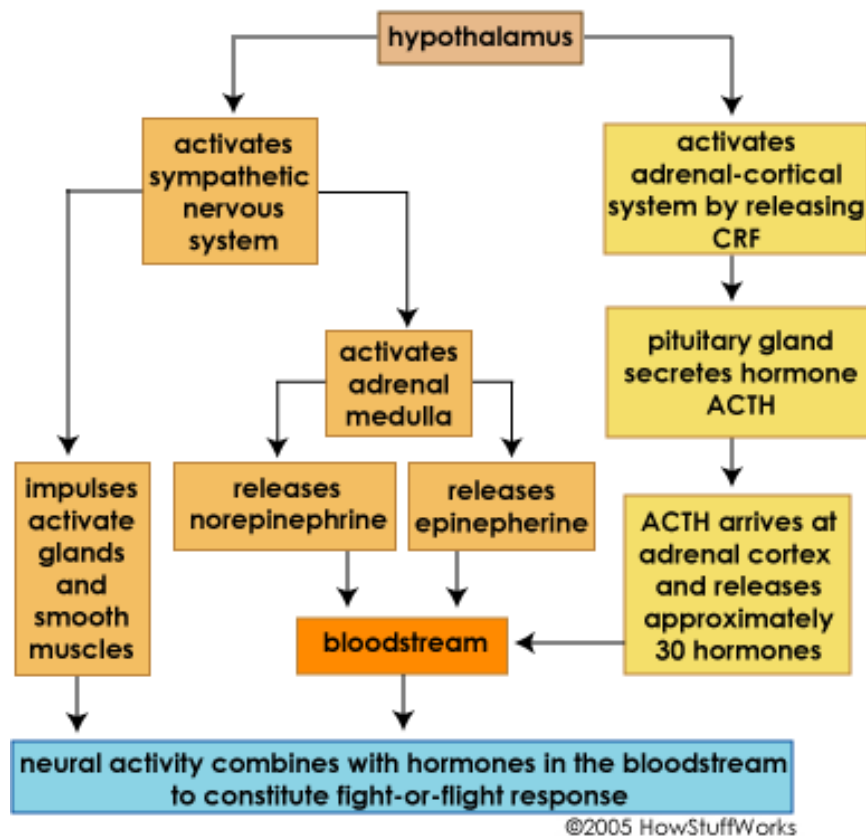 hypothalamus
activates
sympathetic
nervous
system
activates
adrenal-cortical
system by releasing
CRF
activates
adrenal
medulla
pituitary gland
secretes hormone
ACTH
impulses
activate
glands
and
smooth
muscles
releases
norepinephrine
releases
epinepherine
ACTH arrives at
adrenal cortex
and releases
approximately
30 hormones
bloodstream
neural activity combines with hormones in the bloodstream
to constitute fight-or-flight response
©2005 HowStuffWorks